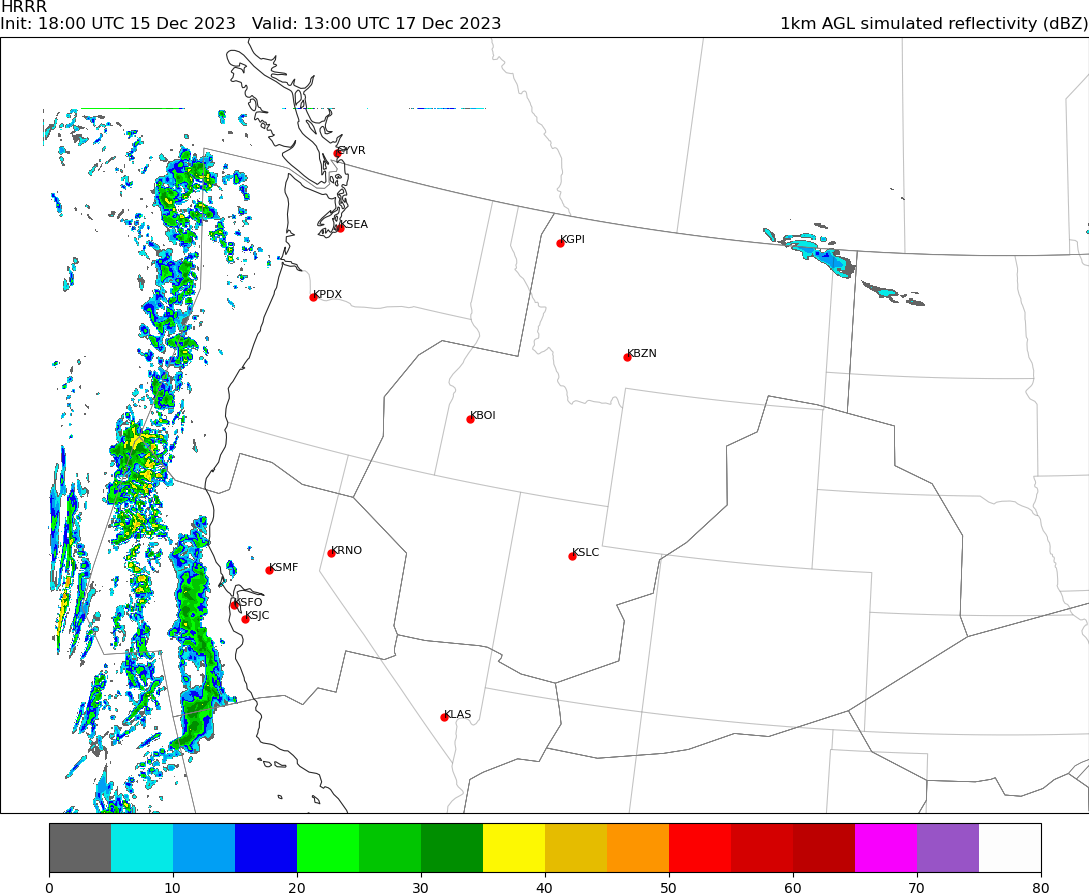 HRRR
Init: 18:00 UTC 15 Dec 2023   Valid: 13:00 UTC 17 Dec 2023
1km AGL simulated reflectivity (dBZ)
CYVR
KSEA
KGPI
KPDX
KBZN
KBOI
KRNO
KSLC
KSMF
KSFO
KSJC
KLAS
0 10 20 30 40 50 60 70 80